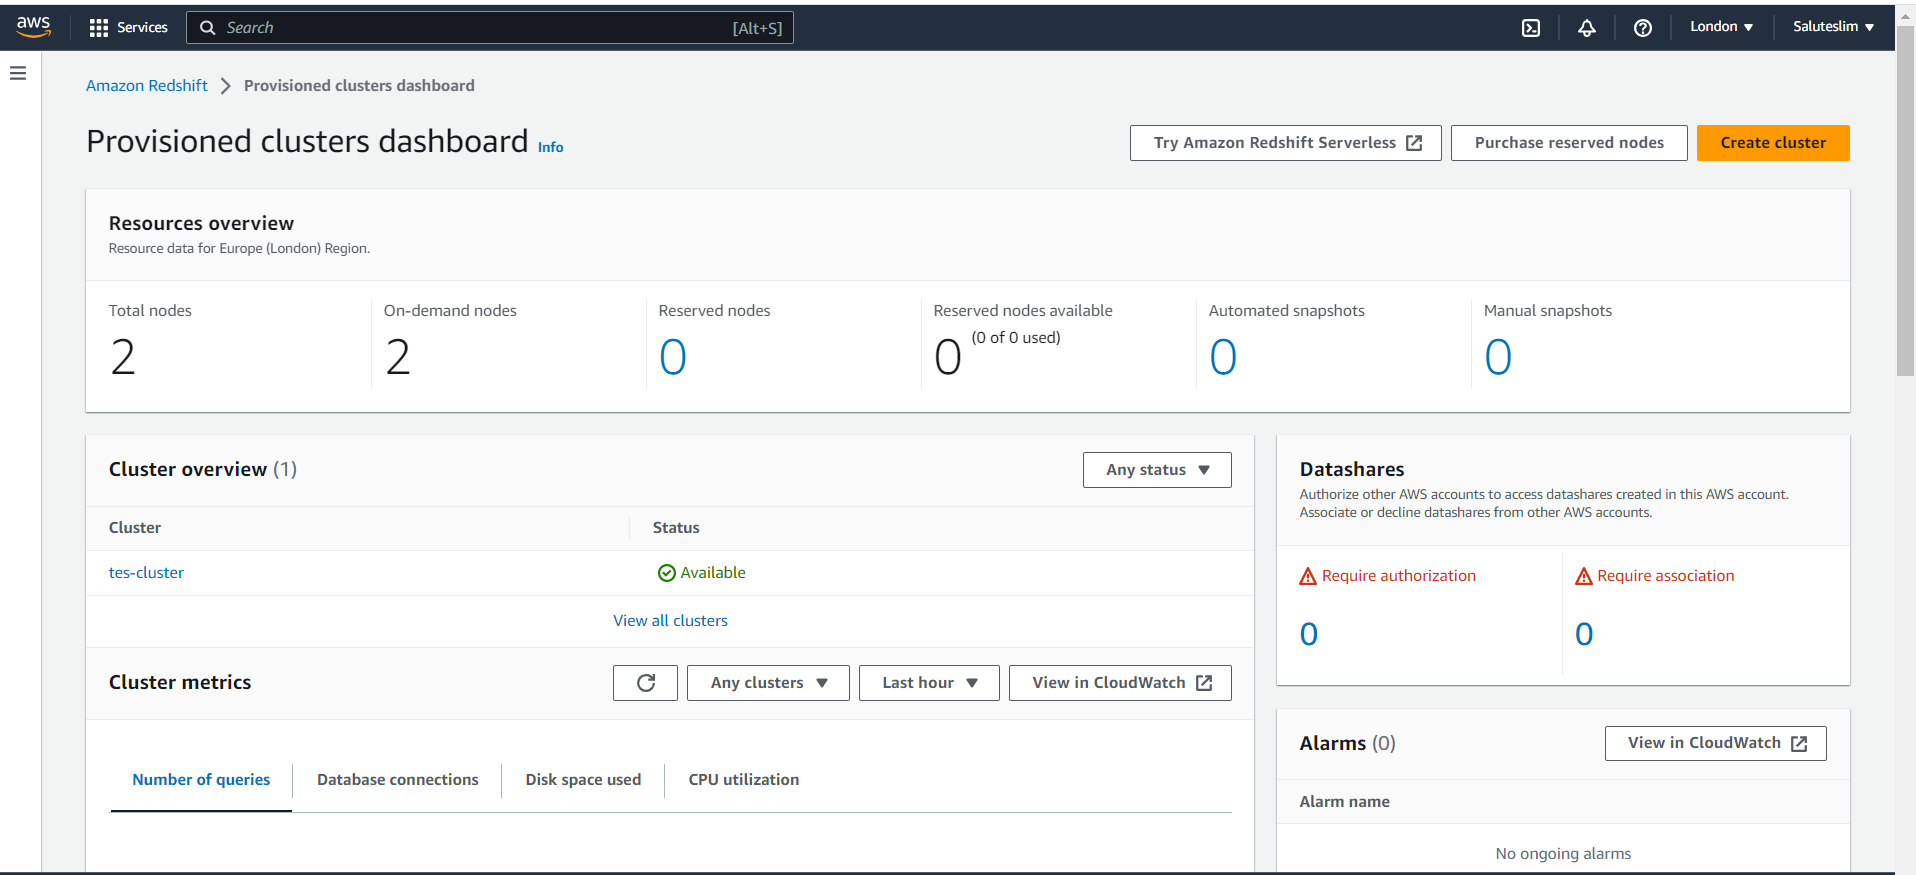 aws
Services
Search
[Alt+S]
London
Saluteslim
Amazon Redshift
Provisioned clusters dashboard
Provisioned clusters dashboard
Info
Try Amazon Redshift Serverless
Purchase reserved nodes
Create cluster
Resources overview
Resource data for Europe (London) Region.
Total nodes
2
On-demand nodes
2
Reserved nodes
0
Reserved nodes available
0 (0 of 0 used)
Automated snapshots
0
Manual snapshots
0
Cluster overview (1)
Any status
Cluster
Status
tes-cluster
Available
View all clusters
Cluster metrics
Any clusters
Last hour
View in CloudWatch
Number of queries
Database connections
Disk space used
CPU utilization
Datashares
Authorize other AWS accounts to access datashares created in this AWS account.
Associate or decline datashares from other AWS accounts.
Require authorization
0
Require association
0
Alarms (0)
View in CloudWatch
Alarm name
No ongoing alarms